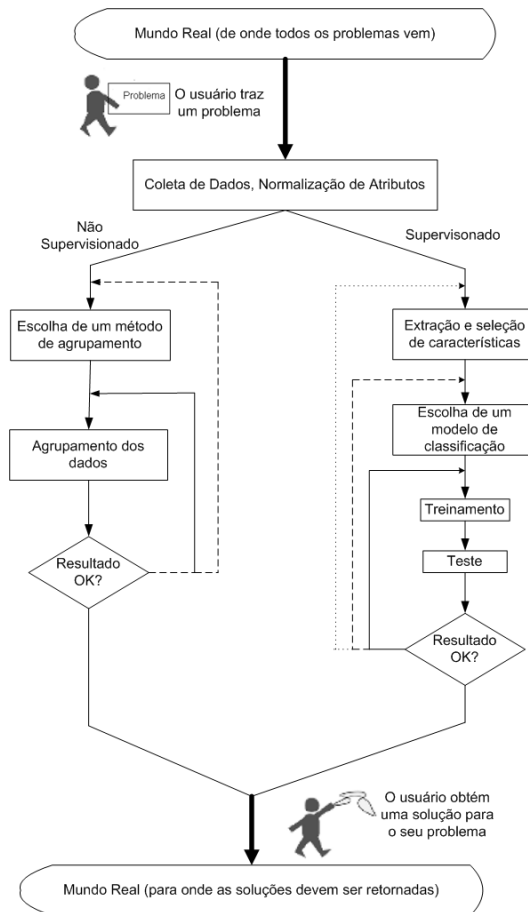 Mundo Real (de onde todos os problemas vem)
Problema
O usuário traz
um problema
Coleta de Dados, Normalização de Atributos
Não
Supervisionado
Supervisonado
Escolha de um método
de agrupamento
Extração e seleção
de características
Escolha de um
modelo de
classificação
Agrupamento dos
dados
Treinamento
Teste
Resultado
OK?
Resultado
OK?
O usuário obtém
uma solução para
o seu problema
Mundo Real (para onde as soluções devem ser retornadas)